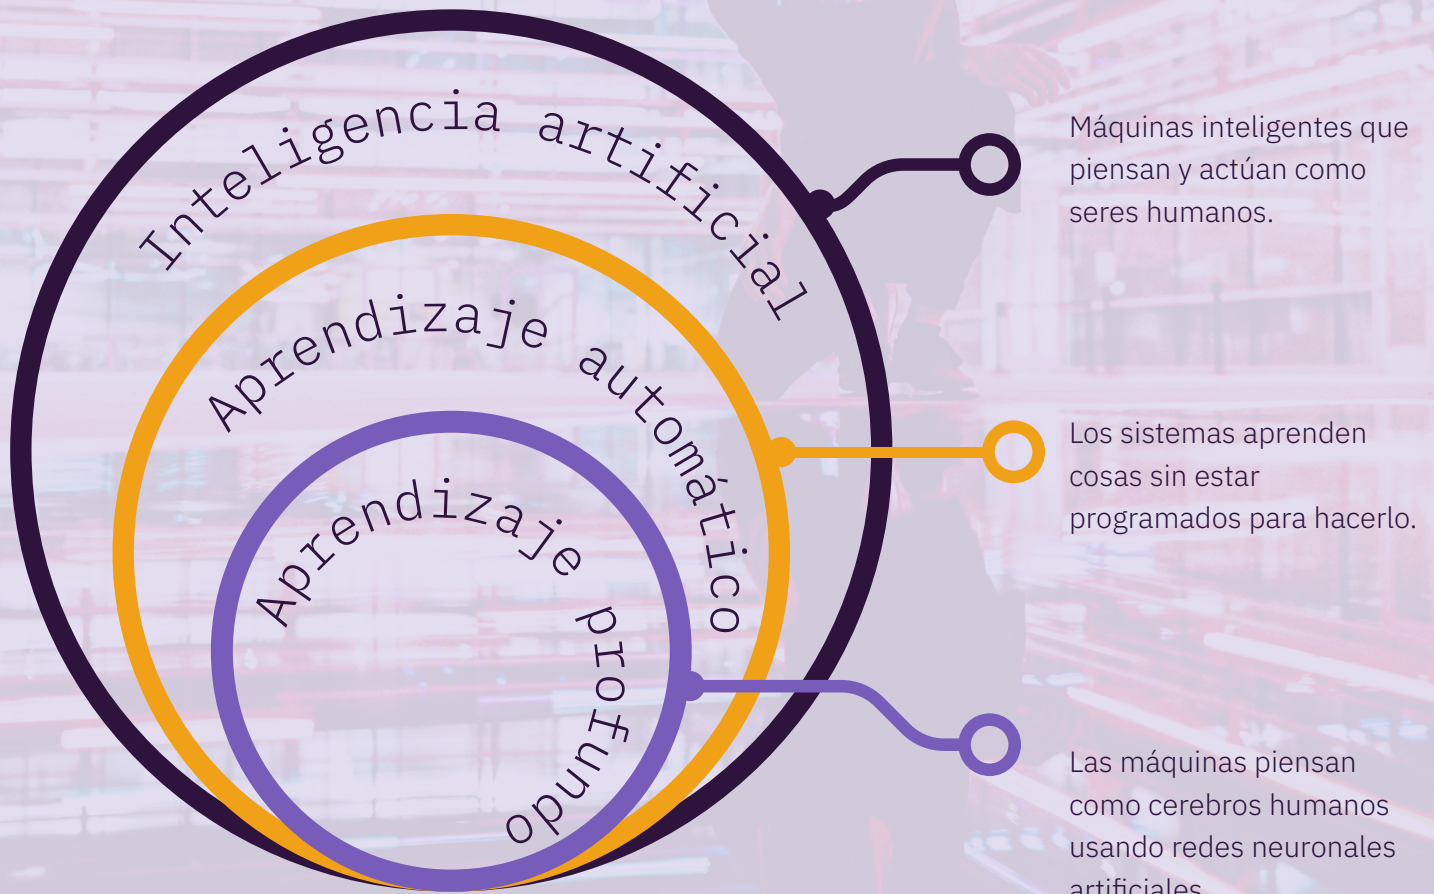 Inteligencia artificial
Máquinas inteligentes que
piensan y actúan como
seres humanos.
Aprendizaje automático
Los sistemas aprenden
cosas sin estar
programados para hacerlo.
Aprendizaje profundo
Las máquinas piensan
como cerebros humanos
usando redes neuronales
artificiales